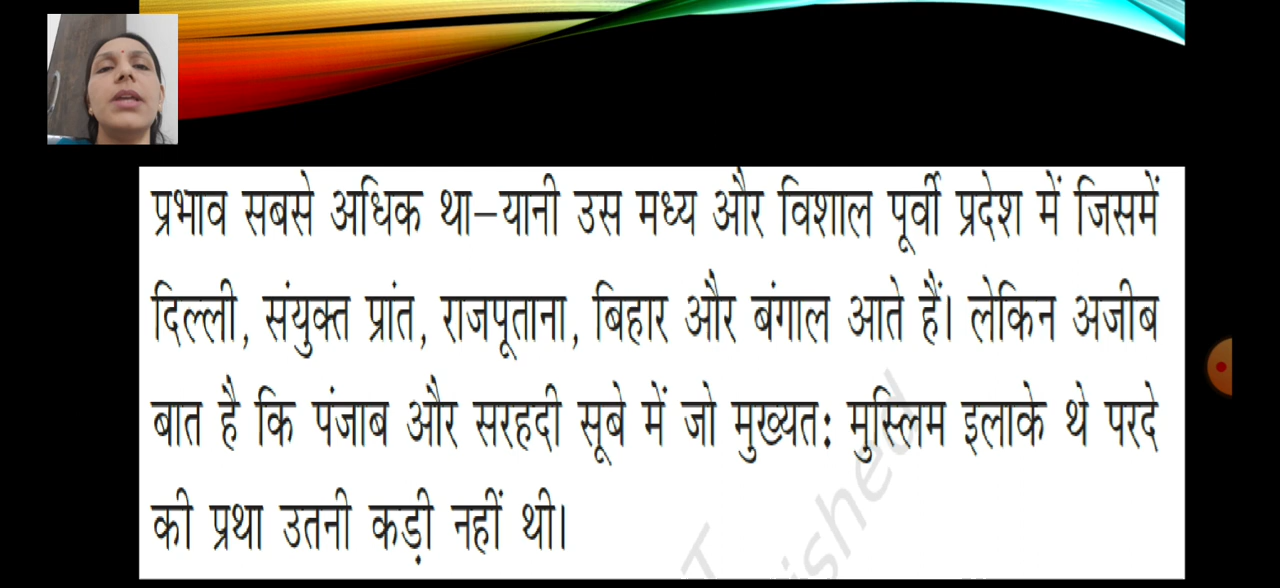 प्रभाव सबसे अधिक था–यानी उस मध्य और विशाल पूर्वी प्रदेश में जिसमें
दिल्ली, संयुक्त प्रांत, राजपूताना, बिहार और बंगाल आते हैं। लेकिन अजीब
बात है कि पंजाब और सरहदी सूबे में जो मुख्यतः मुस्लिम इलाके थे परदे
की प्रथा उतनी कड़ी नहीं थी।